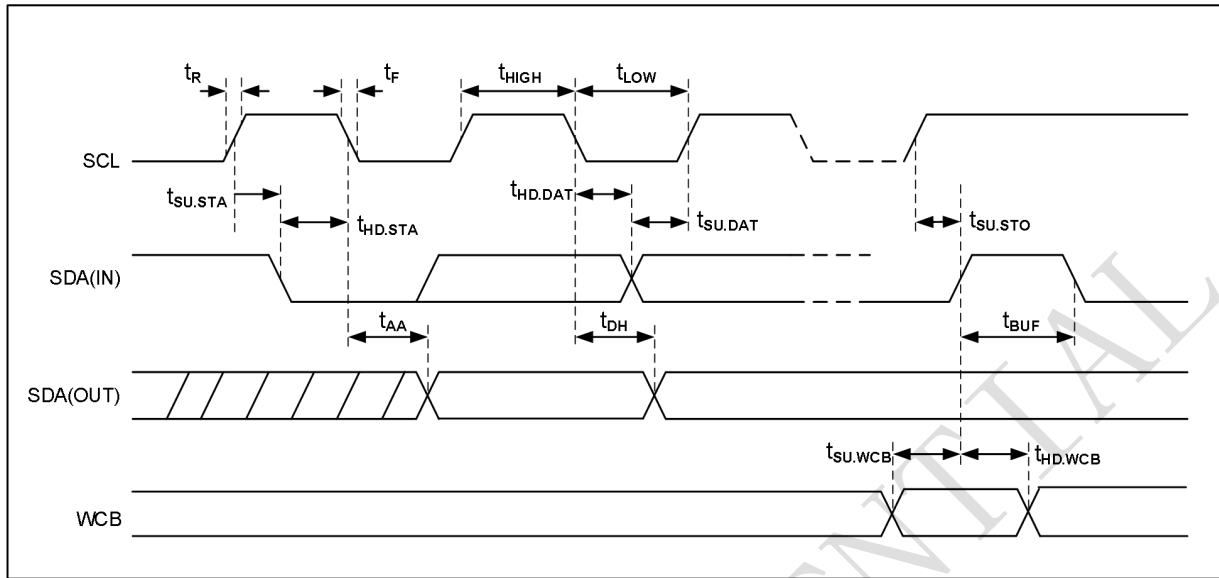 tR
tF
tHIGH
tLOW
SCL
tSU.STA
tHD.STA
tHD.DAT
tSU.DAT
tSU.STO
SDA(IN)
tAA
tDH
tBUF
SDA(OUT)
tSU.WCB
tHD.WCB
WCB
ENTIAL